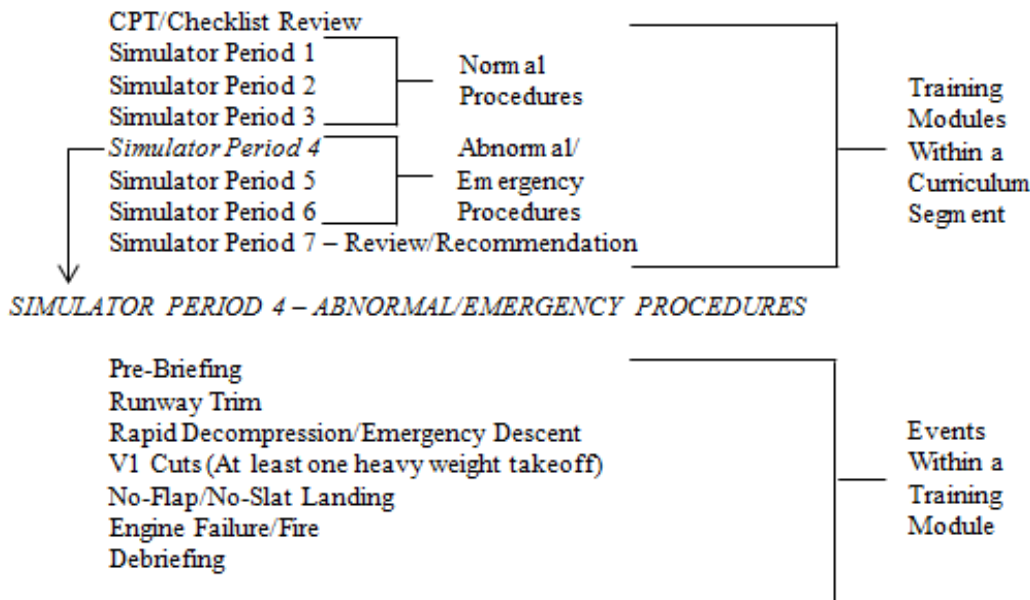 CPT/Checklist Review
Simulator Period 1
Simulator Period 2
Simulator Period 3
Normal
Procedures
Simulator Period 4
Simulator Period 5
Simulator Period 6
Abnormal/
Emergency
Procedures
Simulator Period 7 – Review/Recommendation
Training
Modules
Within a
Curriculum
Segment
SIMULATOR PERIOD 4 – ABNORMAL/EMERGENCY PROCEDURES
Pre-Briefing
Runway Trim
Rapid Decompression/Emergency Descent
V1 Cuts (At least one heavy weight takeoff)
No-Flap/No-Slat Landing
Engine Failure/Fire
Debriefing
Events
Within a
Training
Module